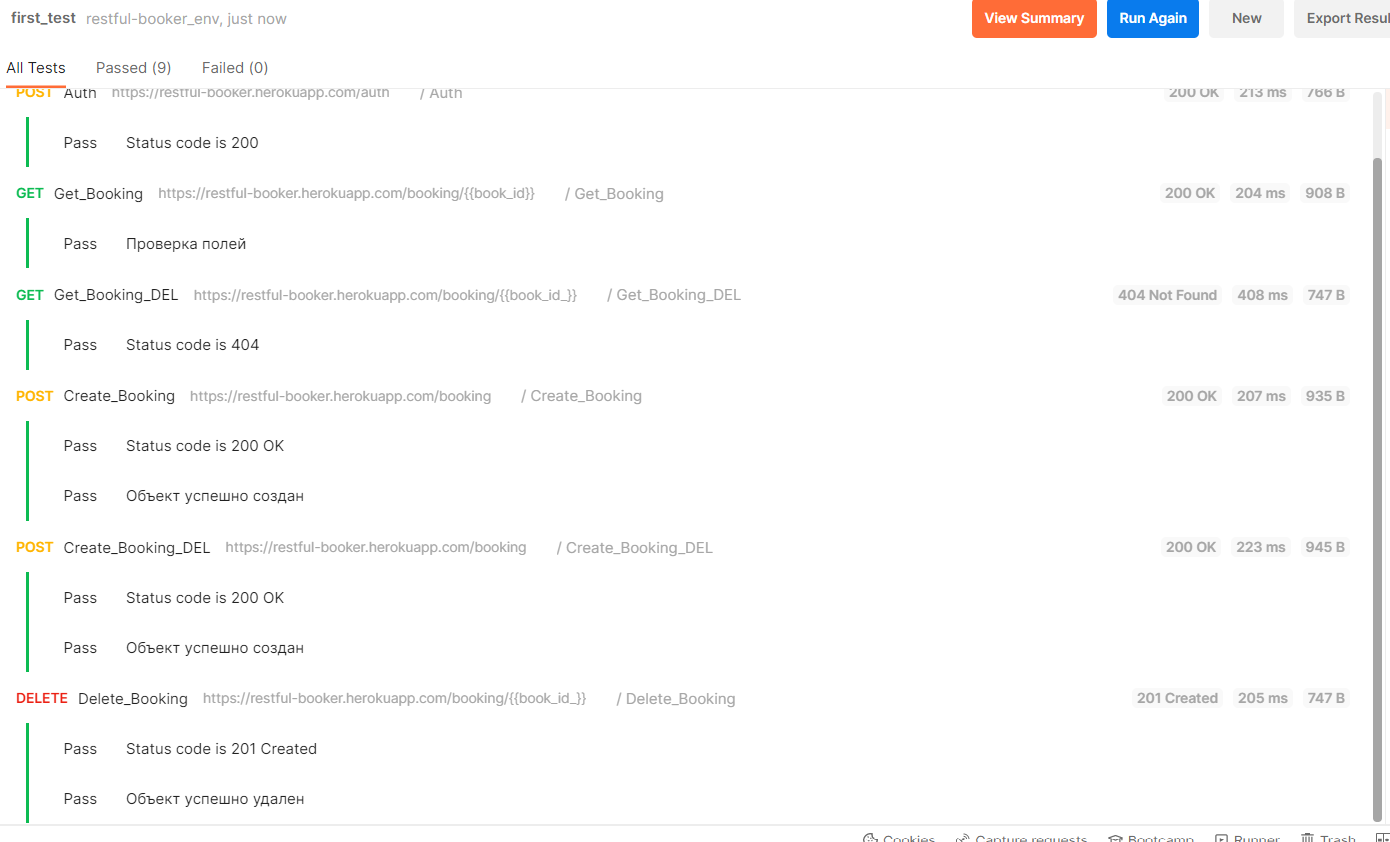 first_test restful-booker_env, just now View Summary Run Again New Export Resul
All Tests Passed (9) Failed (0)
POST Auth https://restful-booker.herokuapp.com/auth / Auth 200 OK 213 ms 766 B
Pass Status code is 200
GET Get_Booking https://restful-booker.herokuapp.com/booking/{{book_id}} / Get_Booking 200 OK 204 ms 908 B
Pass Проверка полей
GET Get_Booking_DEL https://restful-booker.herokuapp.com/booking/{{book_id_}} / Get_Booking_DEL 404 Not Found 408 ms 747 B
Pass Status code is 404
POST Create_Booking https://restful-booker.herokuapp.com/booking / Create_Booking 200 OK 207 ms 935 B
Pass Status code is 200 OK
Pass Объект успешно создан
POST Create_Booking_DEL https://restful-booker.herokuapp.com/booking / Create_Booking_DEL 200 OK 223 ms 945 B
Pass Status code is 200 OK
Pass Объект успешно создан
DELETE Delete_Booking https://restful-booker.herokuapp.com/booking/{{book_id_}} / Delete_Booking 201 Created 205 ms 747 B
Pass Status code is 201 Created
Pass Объект успешно удален
Cookies Capture requests Bootcamp Runner Trash